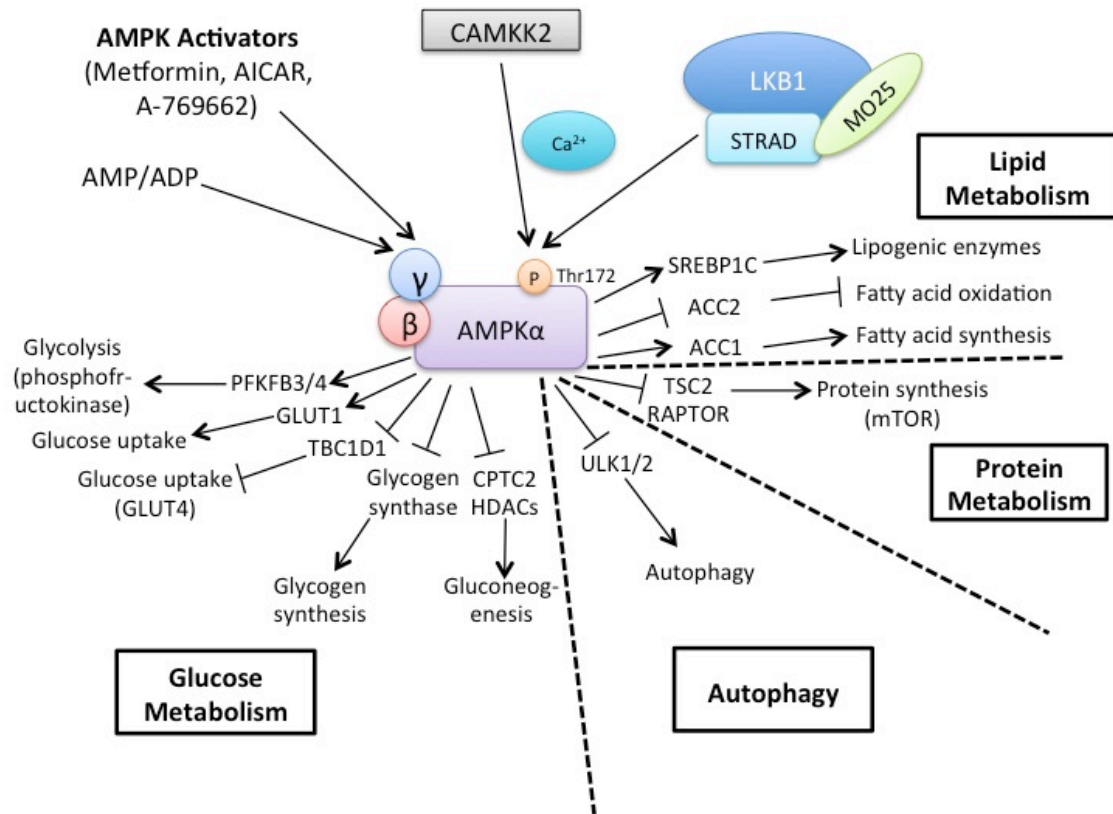 AMPK Activators
(Metformin, AICAR,
A-769662)
CAMKK2
LKB1
MO25
STRAD
Ca²⁺
AMP/ADP
Lipid
Metabolism
γ
β
P
Thr172
AMPKα
SREBP1C
Lipogenic enzymes
ACC2
Fatty acid oxidation
ACC1
Fatty acid synthesis
Glycolysis
(phosphofr-
uctokinase)
PFKFB3/4
GLUT1
Glucose uptake
TBC1D1
Glucose uptake
(GLUT4)
Glycogen
synthase
CPTC2
HDACs
Glycogen
synthesis
Gluconeog-
enesis
TSC2
RAPTOR
Protein synthesis
(mTOR)
ULK1/2
Autophagy
Protein
Metabolism
Glucose
Metabolism
Autophagy